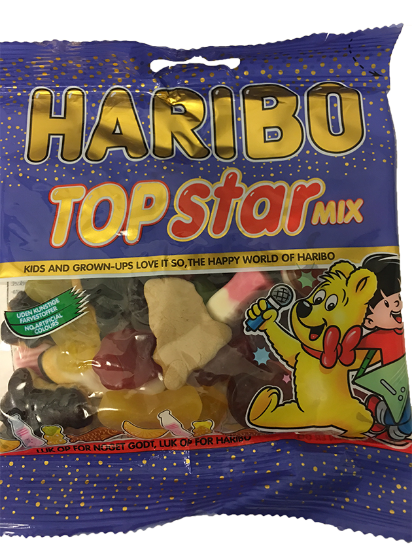 HARIBO
TOP star MIX
KIDS AND GROWN-UPS LOVE IT SO, THE HAPPY WORLD OF HARIBO
UDEN KUNSTIGE
FARVESTOFFER
NO ARTIFICIAL
COLOURS
LUK OP FOR NOGET GODT, LUK OP FOR HARIBO